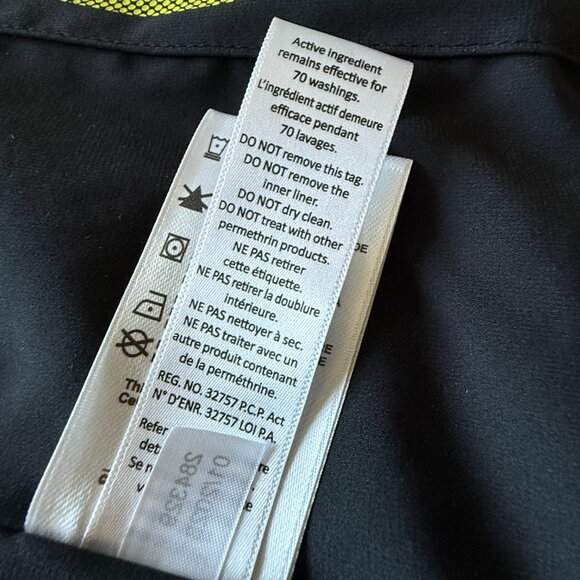 Active ingredient
remains effective for
70 washings.
L'ingrédient actif demeure
efficace pendant
70 lavages.
DO NOT remove this tag.
DO NOT remove the
inner liner.
DO NOT dry clean.
DO NOT treat with other
permethrin products.
NE PAS retirer
cette étiquette.
NE PAS retirer la doublure
intérieure.
NE PAS nettoyer à sec.
NE PAS traiter avec un
autre produit contenant
de la perméthrine.
REG. NO. 32757 P.C.P. Act
N° D'ENR. 32757 LOI P.A.
Refer